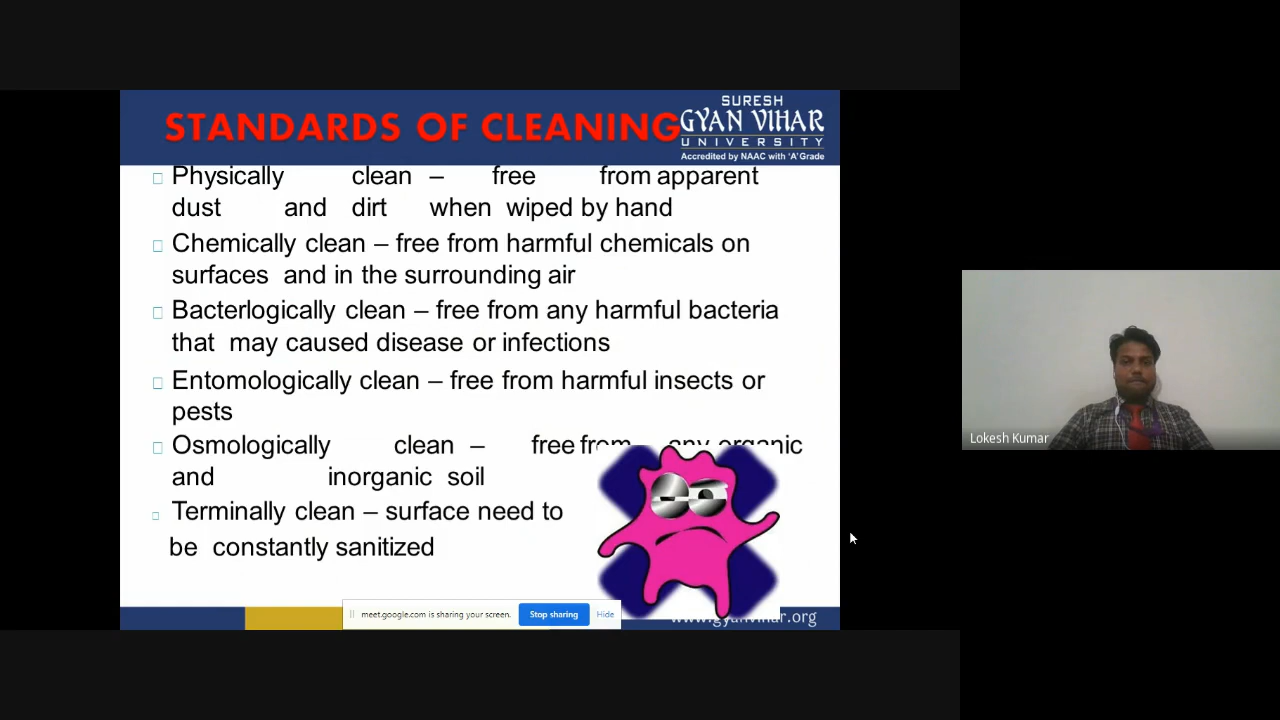 STANDARDS OF CLEANING
SURESH
GYAN VIHAR
UNIVERSITY
Accredited by NAAC with 'A' Grade
Physically clean – free from apparent
dust and dirt when wiped by hand
Chemically clean – free from harmful chemicals on
surfaces and in the surrounding air
Bacterlogically clean – free from any harmful bacteria
that may caused disease or infections
Entomologically clean – free from harmful insects or
pests
Osmologically clean – free from any organic
and inorganic soil
Terminally clean – surface need to
be constantly sanitized
meet.google.com is sharing your screen.
Stop sharing
Hide
www.gyanvihar.org
Lokesh Kumar